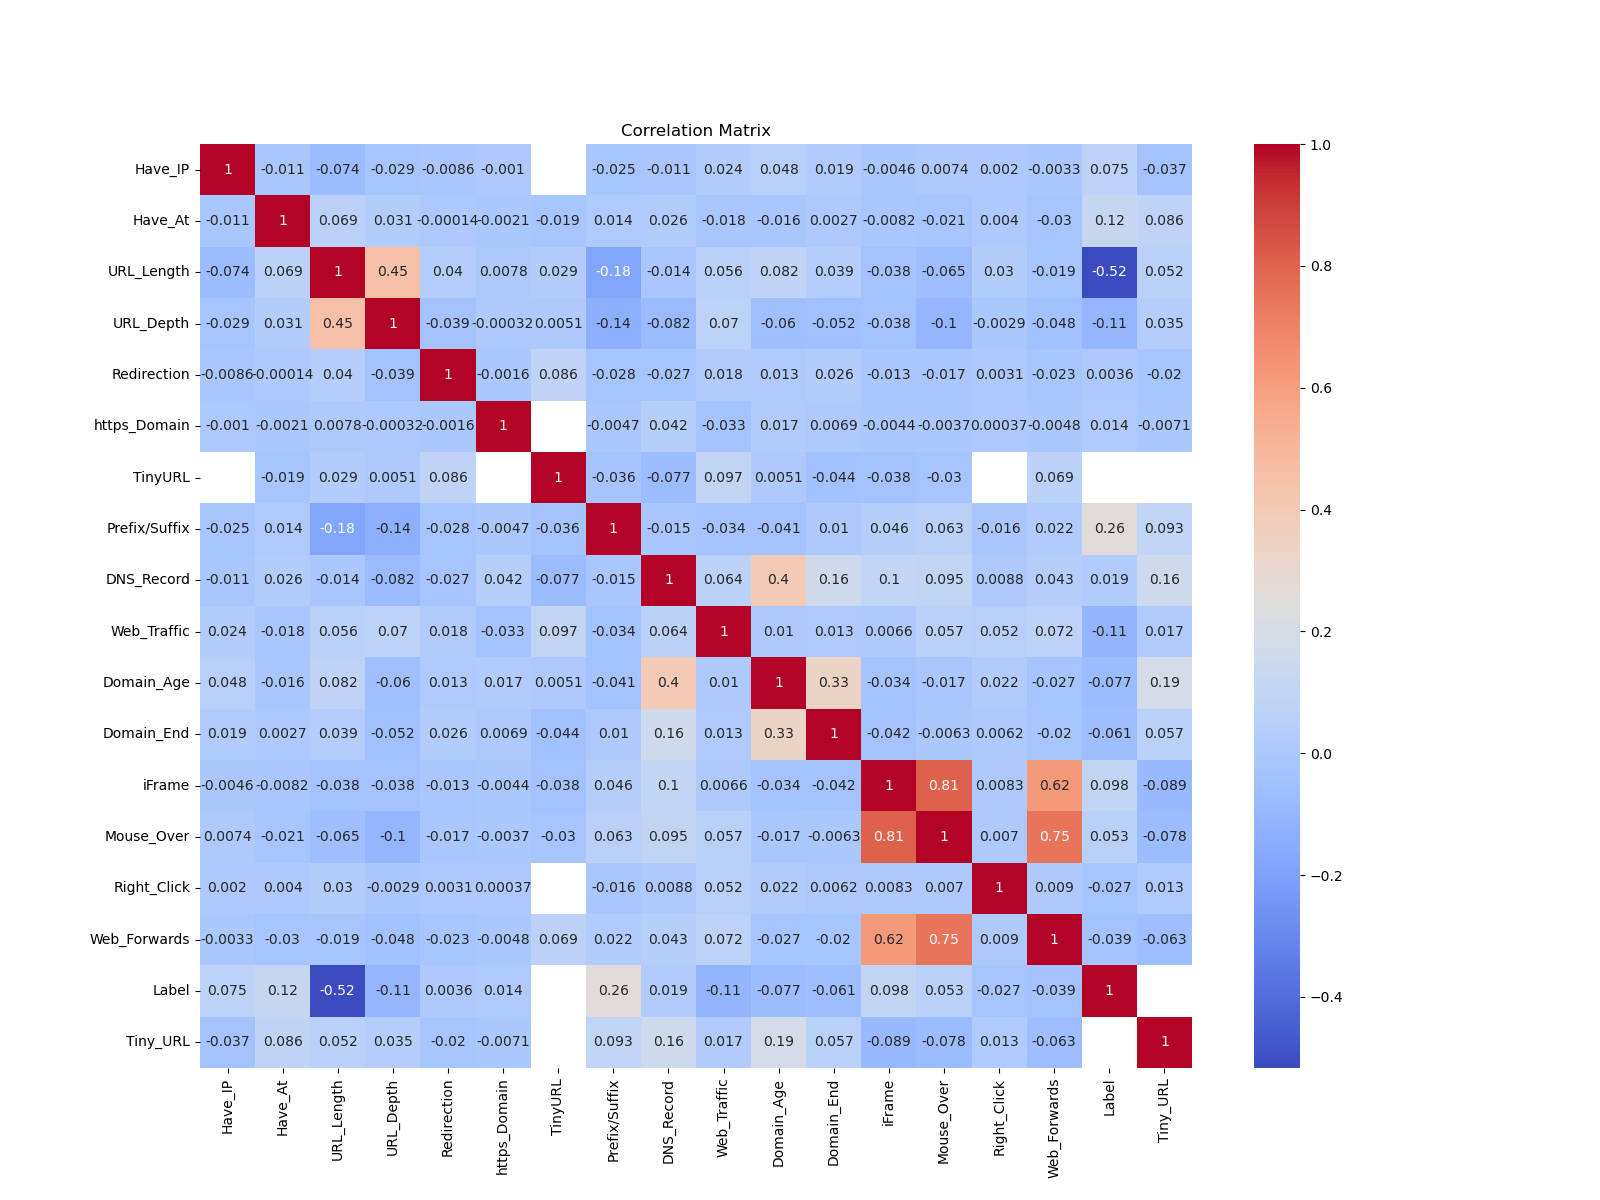 Correlation Matrix
Have_IP 1 -0.011 -0.074 -0.029 -0.0086 -0.001 -0.025 -0.011 0.024 0.048 0.019 -0.0046 0.0074 0.002 -0.0033 0.075 -0.037
Have_At -0.011 1 0.069 0.031 -0.00014 -0.0021 -0.019 0.014 0.026 -0.018 -0.016 0.0027 -0.0082 -0.021 0.004 -0.03 0.12 0.086
URL_Length -0.074 0.069 1 0.45 0.04 0.0078 0.029 -0.18 -0.014 0.056 0.082 0.039 -0.038 -0.065 0.03 -0.019 -0.52 0.052
URL_Depth -0.029 0.031 0.45 1 -0.039 -0.00032 0.0051 -0.14 -0.082 0.07 -0.06 -0.052 -0.038 -0.1 -0.0029 -0.048 -0.11 0.035
Redirection -0.0086 -0.00014 0.04 -0.039 1 -0.0016 0.086 -0.028 -0.027 0.018 0.013 0.026 -0.013 -0.017 0.0031 -0.023 0.0036 -0.02
https_Domain -0.001 -0.0021 0.0078 -0.00032 -0.0016 1 -0.0047 0.042 -0.033 0.017 0.0069 -0.0044 -0.0037 0.00037 -0.0048 0.014 -0.0071
TinyURL -0.019 0.029 0.0051 0.086 1 -0.036 -0.077 0.097 0.0051 -0.044 -0.038 -0.03 0.069
Prefix/Suffix -0.025 0.014 -0.18 -0.14 -0.028 -0.0047 -0.036 1 -0.015 -0.034 -0.041 0.01 0.046 0.063 -0.016 0.022 0.26 0.093
DNS_Record -0.011 0.026 -0.014 -0.082 -0.027 0.042 -0.077 -0.015 1 0.064 0.4 0.16 0.1 0.095 0.0088 0.043 0.019 0.16
Web_Traffic 0.024 -0.018 0.056 0.07 0.018 -0.033 0.097 -0.034 0.064 1 0.01 0.013 0.0066 0.057 0.052 0.072 -0.11 0.017
Domain_Age 0.048 -0.016 0.082 -0.06 0.013 0.017 0.0051 -0.041 0.4 0.01 1 0.33 -0.034 -0.017 0.022 -0.027 -0.077 0.19
Domain_End 0.019 0.0027 0.039 -0.052 0.026 0.0069 -0.044 0.01 0.16 0.013 0.33 1 -0.042 -0.0063 0.0062 -0.02 -0.061 0.057
iFrame -0.0046 -0.0082 -0.038 -0.038 -0.013 -0.0044 -0.038 0.046 0.1 0.0066 -0.034 -0.042 1 0.81 0.0083 0.62 0.098 -0.089
Mouse_Over 0.0074 -0.021 -0.065 -0.1 -0.017 -0.0037 -0.03 0.063 0.095 0.057 -0.017 -0.0063 0.81 1 0.007 0.75 0.053 -0.078
Right_Click 0.002 0.004 0.03 -0.0029 0.0031 0.00037 -0.016 0.0088 0.052 0.022 0.0062 0.0083 0.007 1 0.009 -0.027 0.013
Web_Forwards -0.0033 -0.03 -0.019 -0.048 -0.023 -0.0048 0.069 0.022 0.043 0.072 -0.027 -0.02 0.62 0.75 0.009 1 -0.039 -0.063
Label 0.075 0.12 -0.52 -0.11 0.0036 0.014 0.26 0.019 -0.11 -0.077 -0.061 0.098 0.053 -0.027 -0.039 1
Tiny_URL -0.037 0.086 0.052 0.035 -0.02 -0.0071 0.093 0.16 0.017 0.19 0.057 -0.089 -0.078 0.013 -0.063 1
Have_IP
Have_At
URL_Length
URL_Depth
Redirection
https_Domain
TinyURL
Prefix/Suffix
DNS_Record
Web_Traffic
Domain_Age
Domain_End
iFrame
Mouse_Over
Right_Click
Web_Forwards
Label
Tiny_URL
1.0
0.8
0.6
0.4
0.2
0.0
−0.2
−0.4